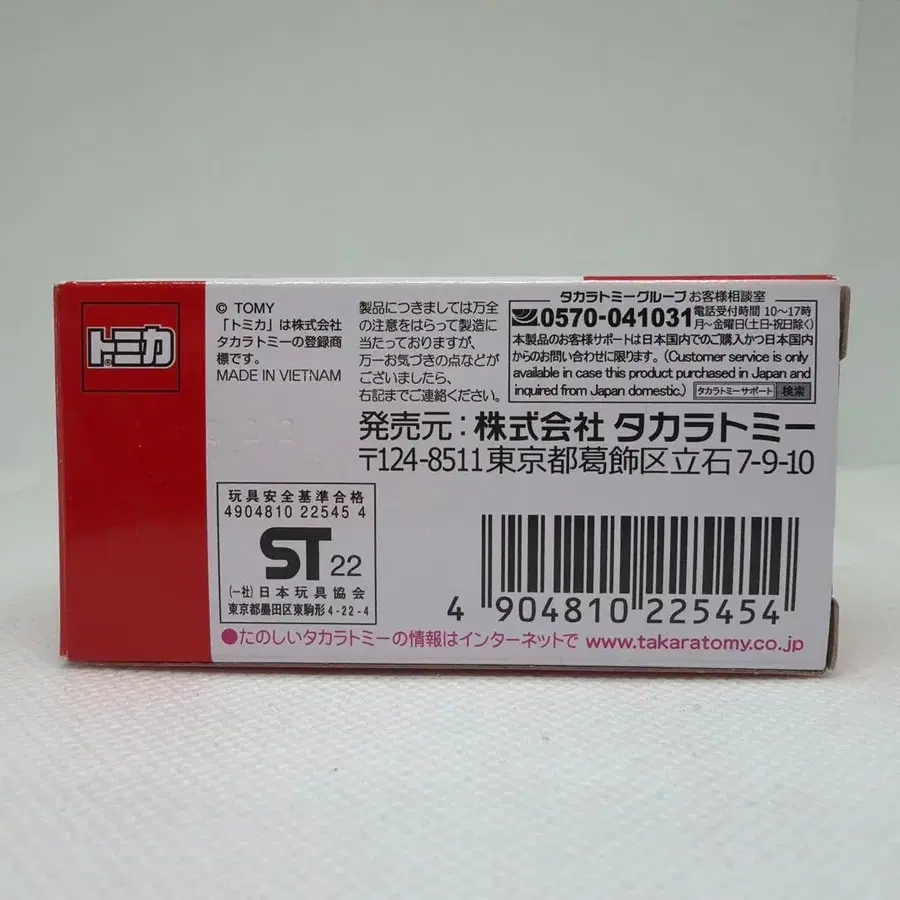 トミカ®
© TOMY
「トミカ」は株式会社
タカラトミーの登録商
標です。
MADE IN VIETNAM
製品につきましては万全
の注意をはらって製造に
当たっておりますが、
万一お気づきの点などが
ございましたら、
右記までご連絡ください。
タカラトミーグループ お客様相談室
0570-041031
電話受付時間 10〜17時
月〜金曜日(土日・祝日除く)
本製品のお客様サポートは日本国内でのご購入かつ日本国内
からのお問い合わせに限ります。(Customer service is only
available in case this product purchased in Japan and
inquired from Japan domestic.) タカラトミーサポート 検索
発売元:株式会社 タカラトミー
〒124-8511東京都葛飾区立石7-9-10
玩具安全基準合格
4904810 22545 4
ST 22
(一社)日本玩具協会
東京都墨田区東駒形4-22-4
4 904810 225454
●たのしいタカラトミーの情報はインターネットで www.takaratomy.co.jp